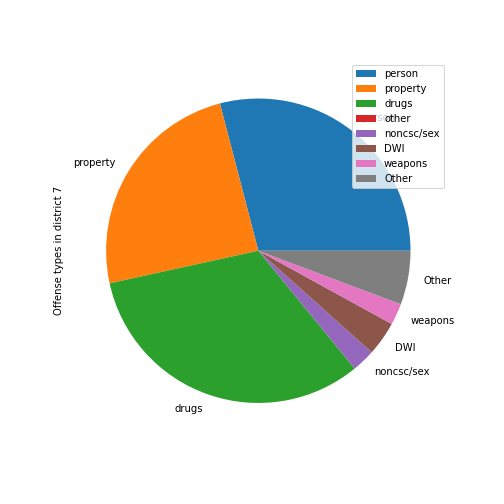 person
property
drugs
other
noncsc/sex
DWI
weapons
Other
property
Offense types in district 7
Other
weapons
DWI
noncsc/sex
drugs